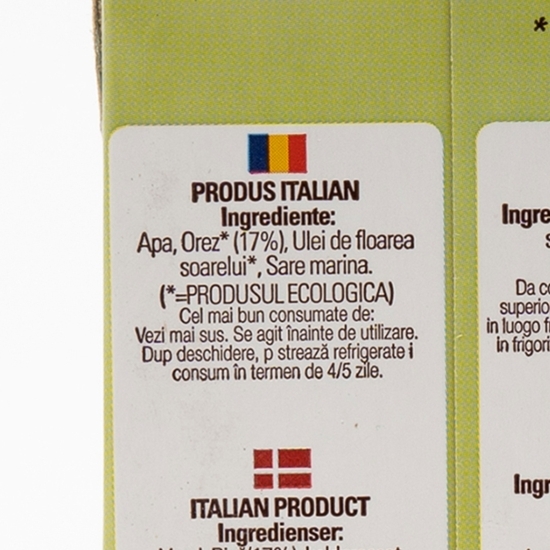 *
PRODUS ITALIAN
Ingrediente:
Apa, Orez* (17%), Ulei de floarea
soarelui*, Sare marina.
(*=PRODUSUL ECOLOGICA)
Cel mai bun consumate de:
Vezi mai sus. Se agit înainte de utilizare.
Dup deschidere, p strează refrigerate i
consum în termen de 4/5 zile.
ITALIAN PRODUCT
Ingredienser:
Ingre
Da co
superio
in luogo f
in frigori
Ingr